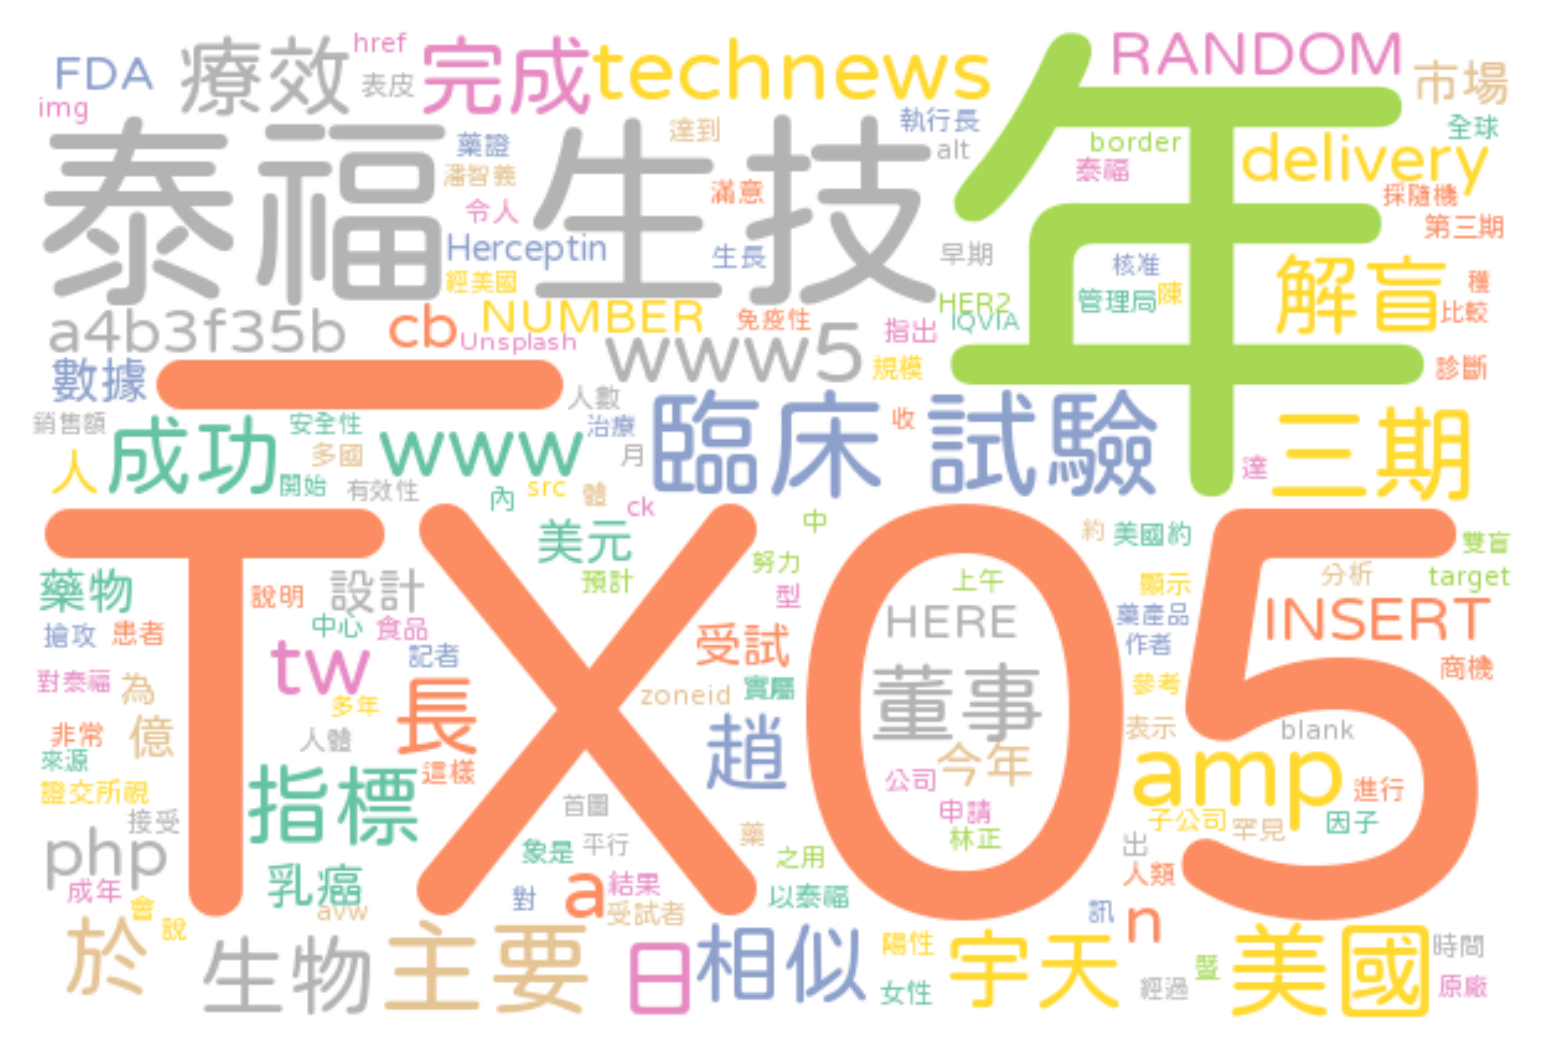 FDA
療效
href
表皮
完成
technews
RANDOM
市場
img
泰福
生技
藥證
潘智義
令人
Herceptin
經美國
達到
滿意
生長
執行長
alt
早期
年
border
泰福
全球
delivery
採隨機
第三期
核准
管理局
陳
解盲
穫
比較
a4b3f35b
cb
NUMBER
Unsplash
免疫性
www5
指出
HER2
IQVIA
規模
診斷
數據
一
人數
銷售額
成功
安全性
www
治療
臨床
試驗
收
三期
人
多國
開始
有效性
月
內
src
體
ck
達
TX05
美元
中
約
美國約
雙盲
藥物
設計
預計
努力
上午
顯示
分析
target
說明
型
HERE
藥產品
INSERT
搶攻
患者
中心
食品
受試
作者
tw
記者
商機
對泰福
為
多年
長
zoneid
實屬
董事
參考
非常
億
人體
趙
表示
blank
來源
這樣
今年
amp
證交所視
指標
公司
進行
接受
首圖
申請
子公司
因子
php
象是
平行
藥
林正
罕見
之用
出
成年
乳癌
a
結果
以泰福
人類
會
avw
對
受試者
訊
n
於
說
生物
主要
日
相似
陽性
宇天
暨
美國
時間
女性
經過
原廠